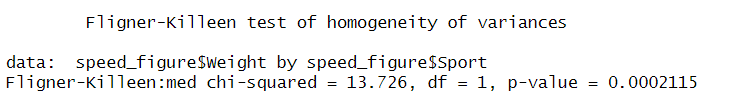 Fligner-Killeen test of homogeneity of variances
data: speed_figure$Weight by speed_figure$Sport
Fligner-Killeen:med chi-squared = 13.726, df = 1, p-value = 0.0002115